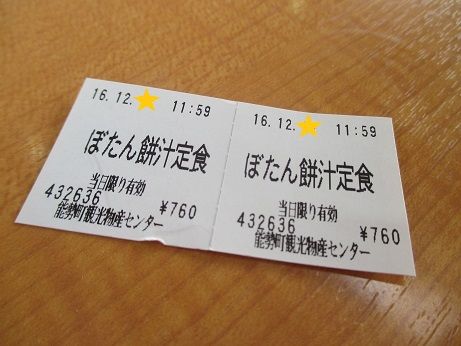 16.12. 11:59
ぼたん餅汁定食
当日限り有効
432636 ¥760
能勢町観光物産センター
16.12. 11:59
ぼたん餅汁定食
当日限り有効
432636 ¥760
能勢町観光物産センター